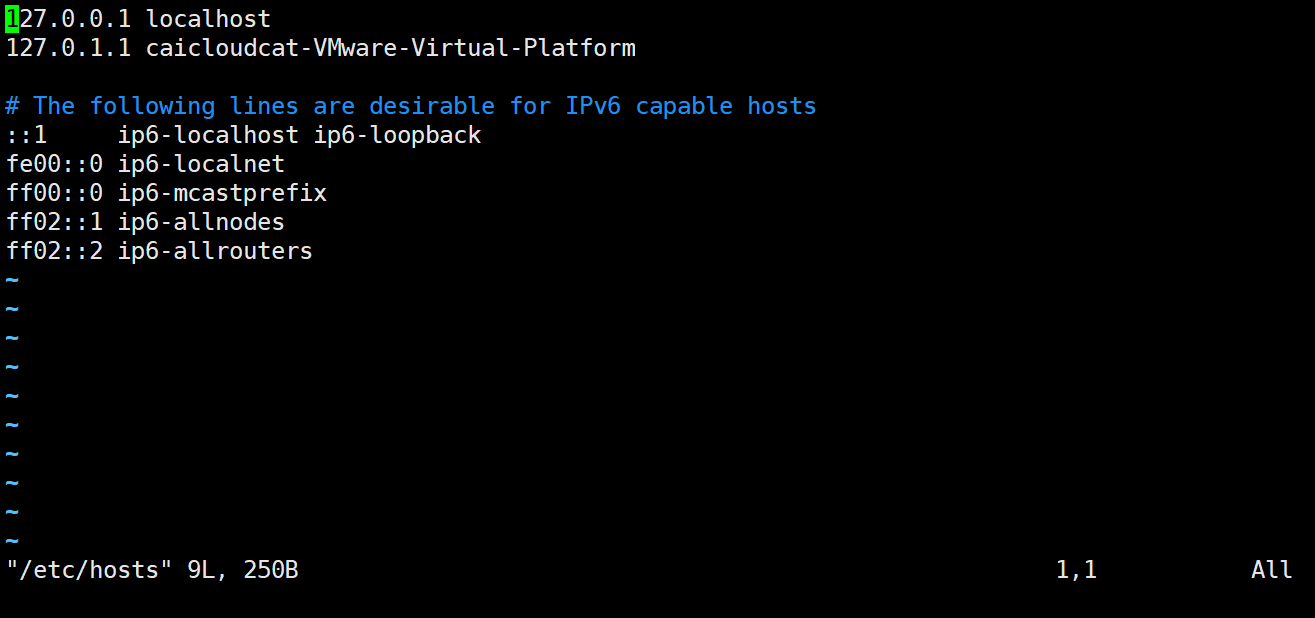 127.0.0.1 localhost
127.0.1.1 caicloudcat-VMware-Virtual-Platform

# The following lines are desirable for IPv6 capable hosts
::1     ip6-localhost ip6-loopback
fe00::0 ip6-localnet
ff00::0 ip6-mcastprefix
ff02::1 ip6-allnodes
ff02::2 ip6-allrouters
~
~
~
~
~
~
~
~
~
~
"/etc/hosts" 9L, 250B 1,1 All